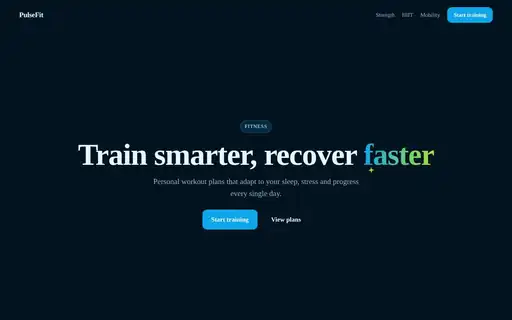 PulseFit
Strength HIIT Mobility Start training
FITNESS
Train smarter, recover faster
Personal workout plans that adapt to your sleep, stress and progress
every single day.
Start training View plans